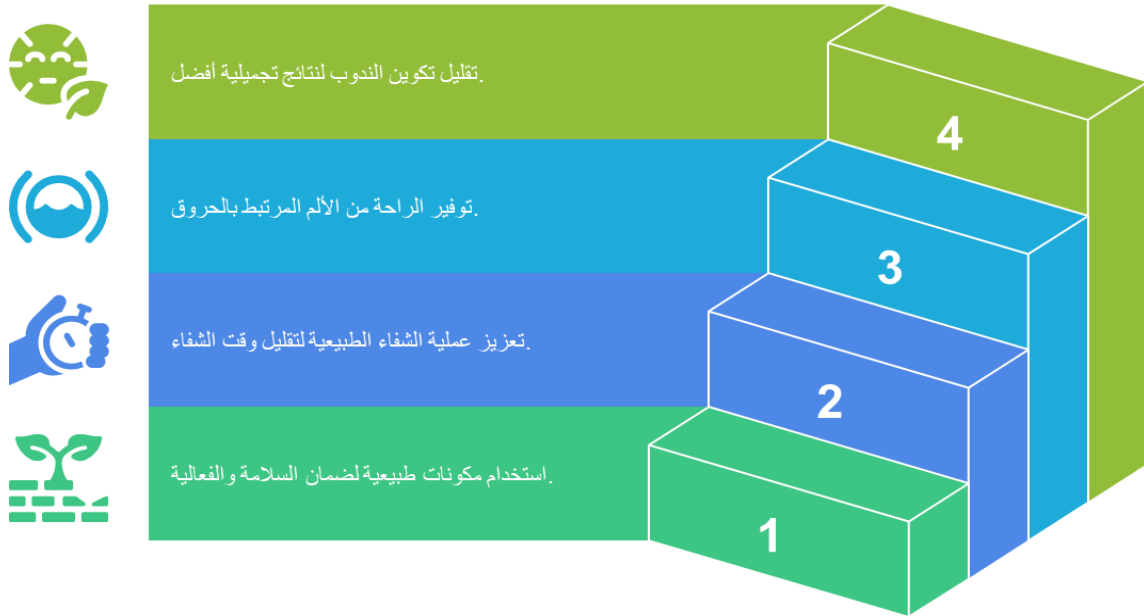 تقليل تكوين الندوب لنتائج تجميلية أفضل.
4
توفير الراحة من الألم المرتبط بالحروق.
3
تعزيز عملية الشفاء الطبيعية لتقليل وقت الشفاء.
2
استخدام مكونات طبيعية لضمان السلامة والفعالية.
1